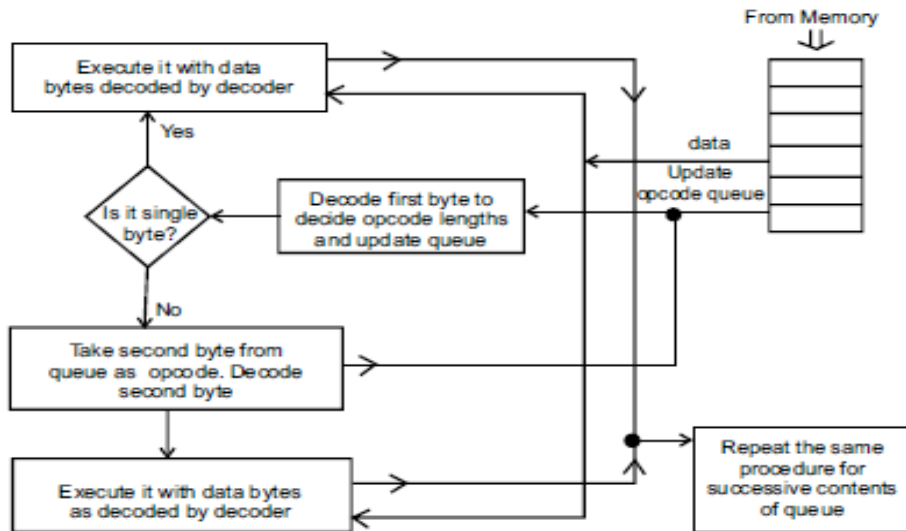 From Memory
Execute it with data
bytes decoded by decoder
Yes
data
Update
opcode queue
Is it single
byte?
Decode first byte to
decide opcode lengths
and update queue
No
Take second byte from
queue as opcode. Decode
second byte
Execute it with data bytes
as decoded by decoder
Repeat the same
procedure for
successive contents
of queue